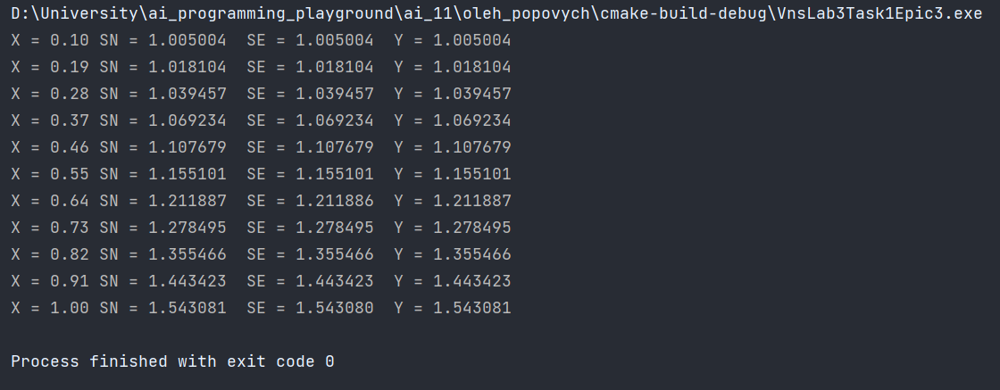 D:\University\ai_programming_playground\ai_11\oleh_popovych\cmake-build-debug\VnsLab3Task1Epic3.exe
X = 0.10 SN = 1.005004  SE = 1.005004  Y = 1.005004
X = 0.19 SN = 1.018104  SE = 1.018104  Y = 1.018104
X = 0.28 SN = 1.039457  SE = 1.039457  Y = 1.039457
X = 0.37 SN = 1.069234  SE = 1.069234  Y = 1.069234
X = 0.46 SN = 1.107679  SE = 1.107679  Y = 1.107679
X = 0.55 SN = 1.155101  SE = 1.155101  Y = 1.155101
X = 0.64 SN = 1.211887  SE = 1.211886  Y = 1.211887
X = 0.73 SN = 1.278495  SE = 1.278495  Y = 1.278495
X = 0.82 SN = 1.355466  SE = 1.355466  Y = 1.355466
X = 0.91 SN = 1.443423  SE = 1.443423  Y = 1.443423
X = 1.00 SN = 1.543081  SE = 1.543080  Y = 1.543081
Process finished with exit code 0